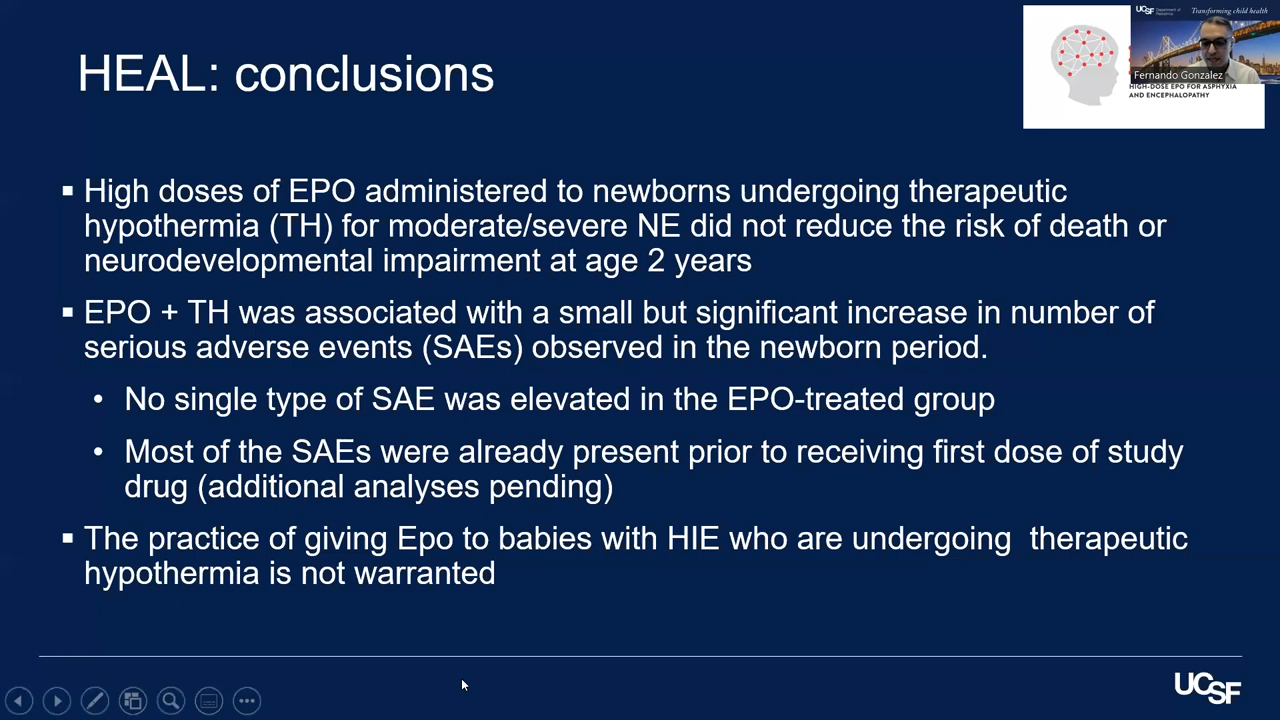 UCSF Department of Pediatrics
Transforming child health
HEAL: conclusions
Fernando Gonzalez
HIGH-DOSE EPO FOR ASPHYXIA
AND ENCEPHALOPATHY
▪ High doses of EPO administered to newborns undergoing therapeutic
hypothermia (TH) for moderate/severe NE did not reduce the risk of death or
neurodevelopmental impairment at age 2 years
▪ EPO + TH was associated with a small but significant increase in number of
serious adverse events (SAEs) observed in the newborn period.
• No single type of SAE was elevated in the EPO-treated group
• Most of the SAEs were already present prior to receiving first dose of study
drug (additional analyses pending)
▪ The practice of giving Epo to babies with HIE who are undergoing  therapeutic
hypothermia is not warranted
UCSF